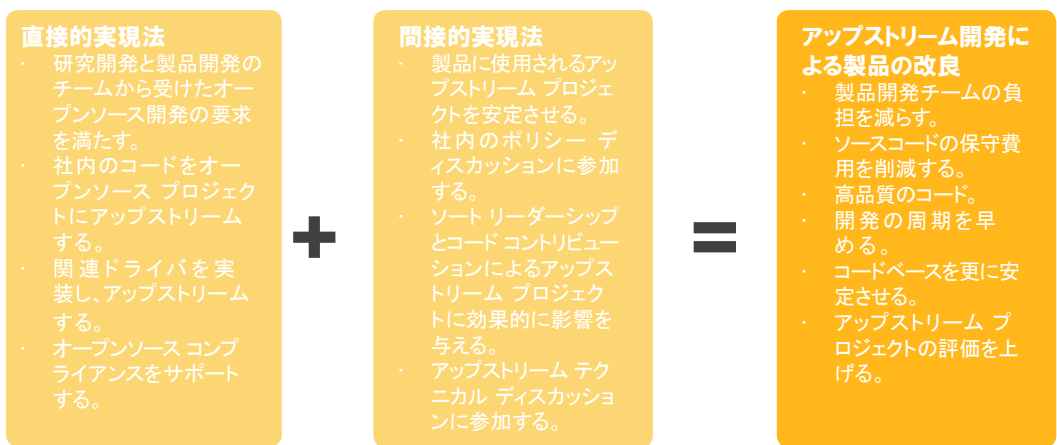 直接的実現法
· 研究開発と製品開発の
チームから受けたオー
プンソース開発の要求
を満たす。
· 社内のコードをオー
プンソース プロジェク
トにアップストリーム
する。
· 関連ドライバを実
装し、アップストリーム
する。
· オープンソース コンプ
ライアンスをサポート
する。
+
間接的実現法
· 製品に使用されるアッ
プストリーム プロジェ
クトを安定させる。
· 社内のポリシー デ
ィスカッションに参加
する。
· ソート リーダーシップ
とコード コントリビュー
ションによるアップス
トリーム プロジェク
トに効果的に影響を
与える。
· アップストリーム テク
ニカル ディスカッショ
ンに参加する。
=
アップストリーム開発に
よる製品の改良
· 製品開発チームの負
担を減らす。
· ソースコードの保守費
用を削減する。
· 高品質のコード。
· 開発の周期を早
める。
· コードベースを更に安
定させる。
· アップストリーム プ
ロジェクトの評価を上
げる。